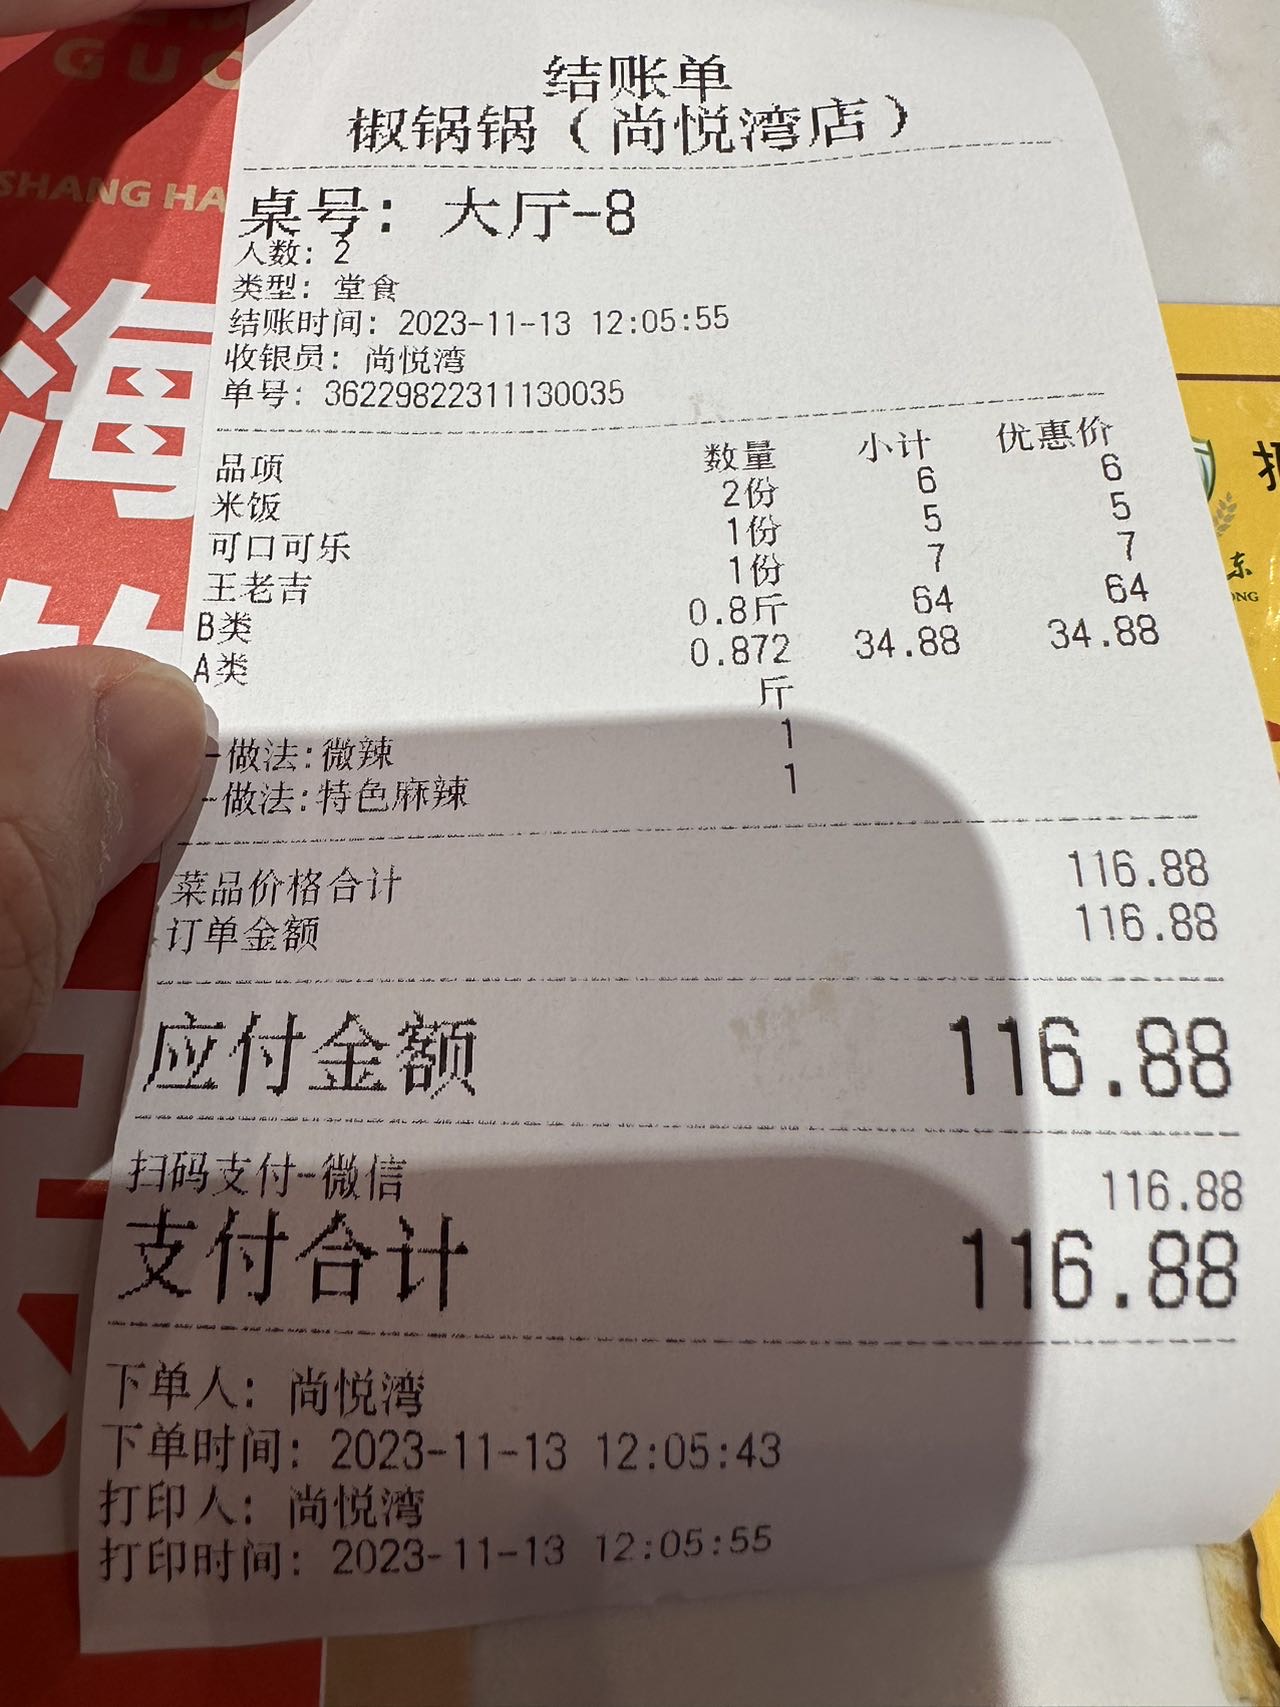 GUO
SHANG HA
海
结账单
椒锅锅（尚悦湾店）
桌号： 大厅-8
人数：2
类型：堂食
结账时间：2023-11-13 12:05:55
收银员：尚悦湾
单号：36229822311130035
品项 数量 小计 优惠价
米饭 2份 6 6
可口可乐 1份 5 5
王老吉 1份 7 7
B类 0.8斤 64 64
A类 0.872斤 34.88 34.88
-做法:微辣 1
-做法:特色麻辣 1
菜品价格合计 116.88
订单金额 116.88
应付金额 116.88
扫码支付-微信 116.88
支付合计 116.88
下单人：尚悦湾
下单时间：2023-11-13 12:05:43
打印人：尚悦湾
打印时间：2023-11-13 12:05:55
东